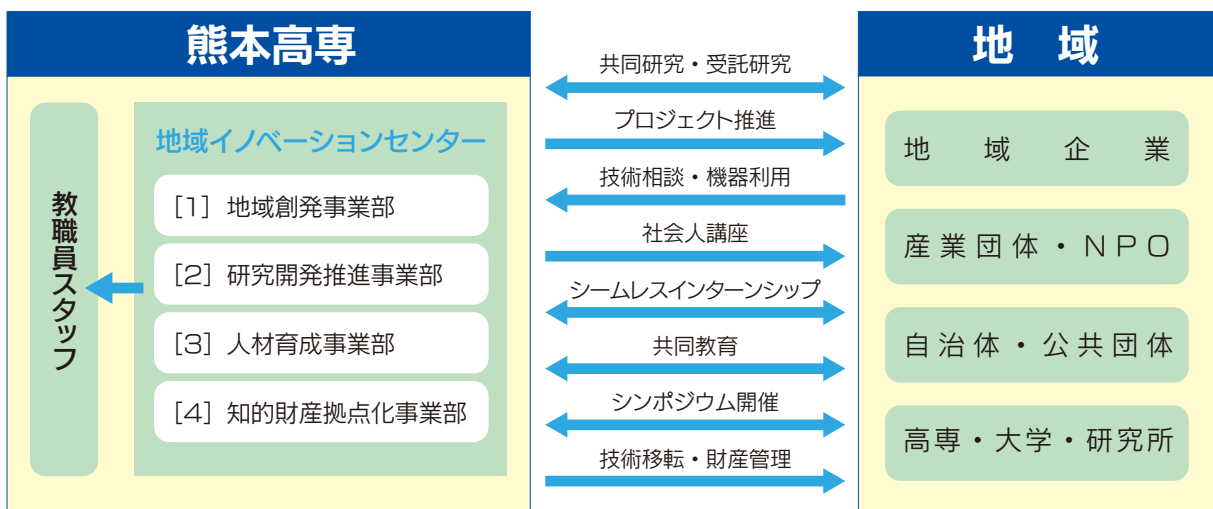 熊本高専
教職員スタッフ
地域イノベーションセンター
［1］地域創発事業部
［2］研究開発推進事業部
［3］人材育成事業部
［4］知的財産拠点化事業部
共同研究・受託研究
プロジェクト推進
技術相談・機器利用
社会人講座
シームレスインターンシップ
共同教育
シンポジウム開催
技術移転・財産管理
地　域
地域企業
産業団体・NPO
自治体・公共団体
高専・大学・研究所